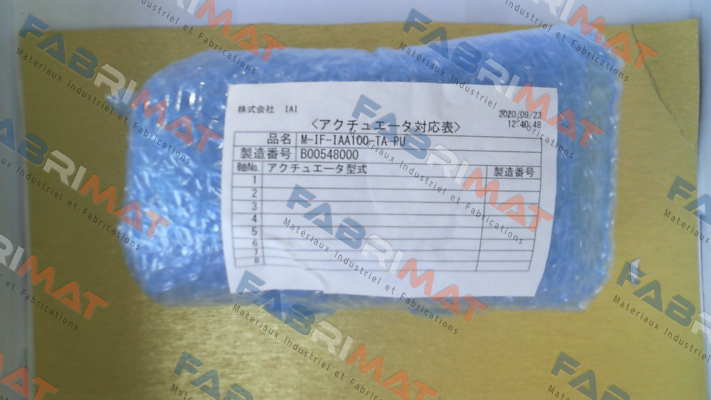 株式会社 IAI
2020/09/23
12:40:48
<アクチュエータ対応表>
品名 M-IF-IAA100-TA-PU
製造番号 B00548000
軸No. アクチュエータ型式 製造番号
1
2
3
4
5
6
7
8
FABRIMAT
Materiaux Industriel et Fabrications